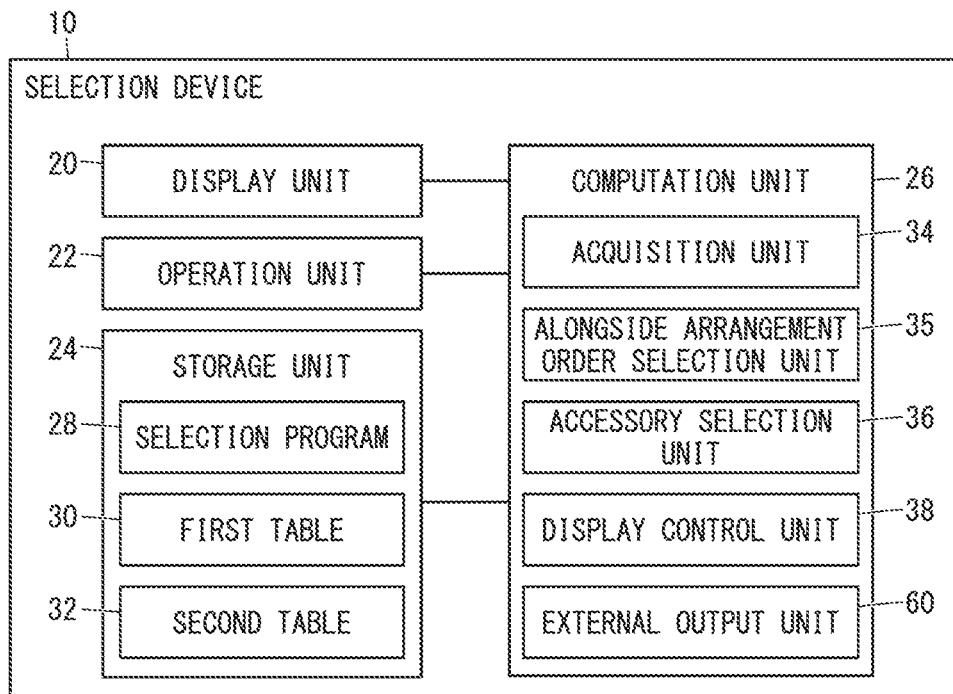 10
SELECTION DEVICE
20
DISPLAY UNIT
22
OPERATION UNIT
24
STORAGE UNIT
28
SELECTION PROGRAM
30
FIRST TABLE
32
SECOND TABLE
COMPUTATION UNIT
26
ACQUISITION UNIT
34
ALONGSIDE ARRANGEMENT
ORDER SELECTION UNIT
35
ACCESSORY SELECTION
UNIT
36
DISPLAY CONTROL UNIT
38
EXTERNAL OUTPUT UNIT
60